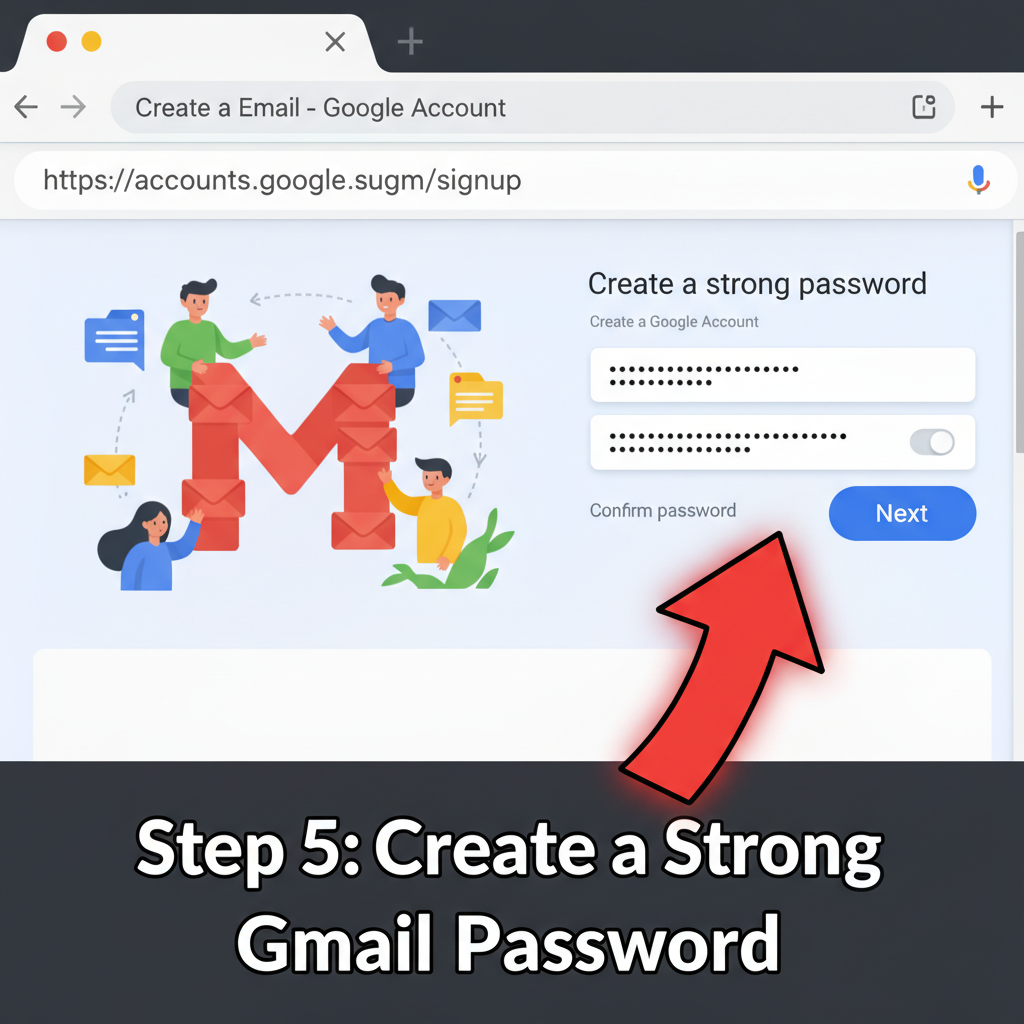 Create a Email - Google Account
https://accounts.google.sugm/signup
Create a strong password
Create a Google Account
Confirm password
Next
Step 5: Create a Strong
Gmail Password